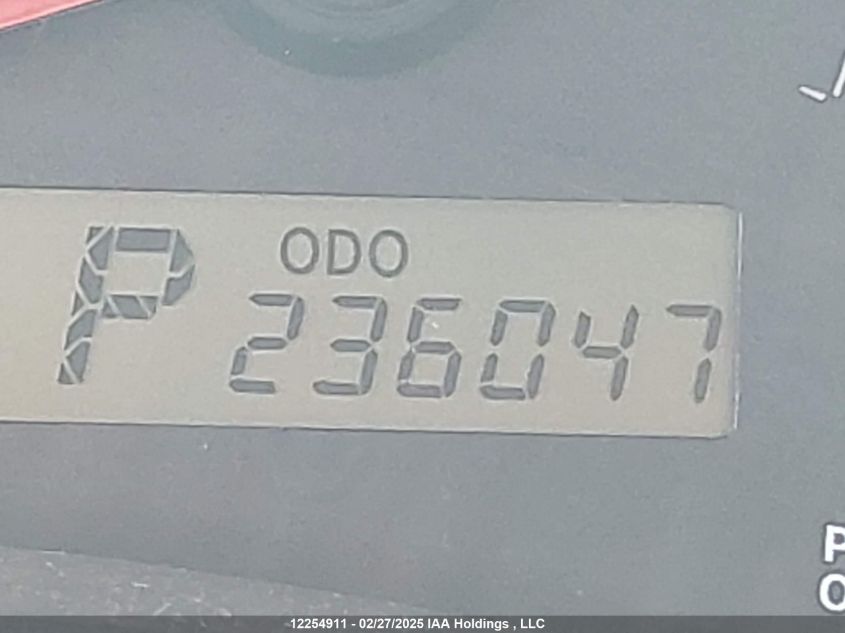 ODO
P 236047
P
O
12254911 - 02/27/2025 IAA Holdings , LLC